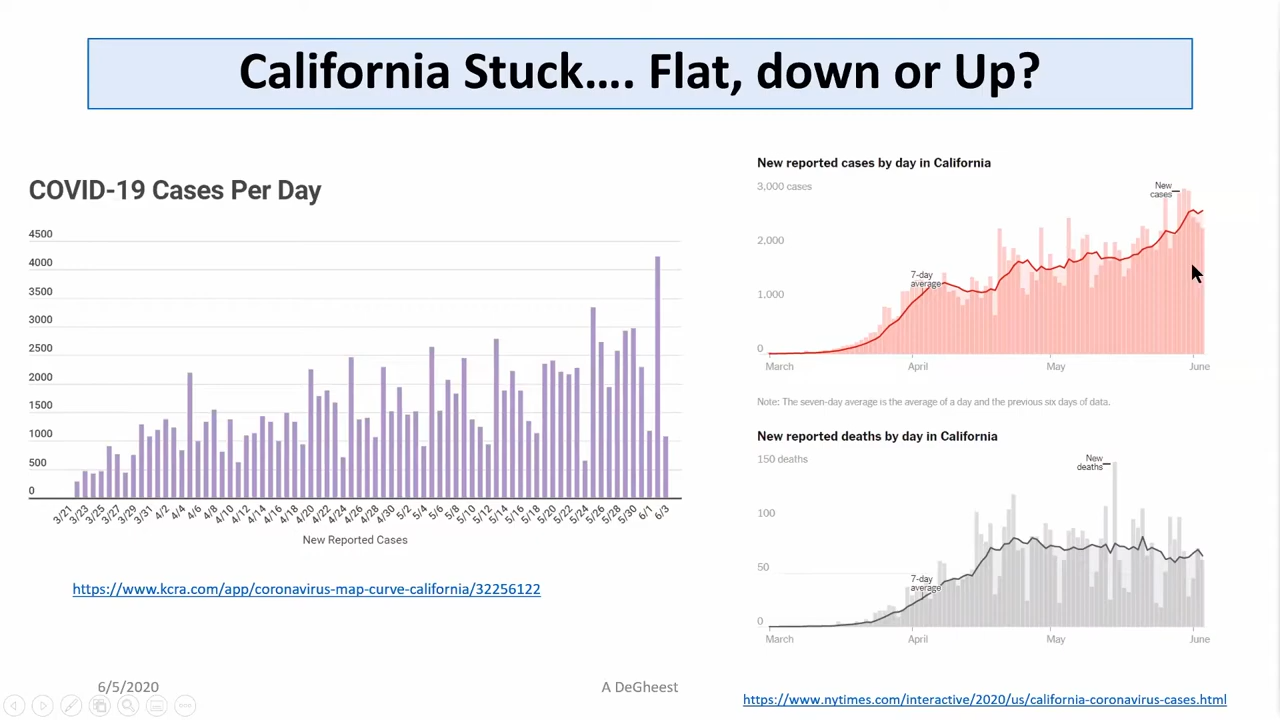 California Stuck.... Flat, down or Up?
COVID-19 Cases Per Day
4500
4000
3500
3000
2500
2000
1500
1000
500
0
3/21
3/23
3/25
3/27
3/29
3/31
4/2
4/4
4/6
4/8
4/10
4/12
4/14
4/16
4/18
4/20
4/22
4/24
4/26
4/28
4/30
5/2
5/4
5/6
5/8
5/10
5/12
5/14
5/16
5/18
5/20
5/22
5/24
5/26
5/28
5/30
6/1
6/3
New Reported Cases
https://www.kcra.com/app/coronavirus-map-curve-california/32256122
New reported cases by day in California
3,000 cases
New
cases
2,000
7-day
average
1,000
0
March
April
May
June
Note: The seven-day average is the average of a day and the previous six days of data.
New reported deaths by day in California
150 deaths
New
deaths
100
50
7-day
average
0
March
April
May
June
6/5/2020
A DeGheest
https://www.nytimes.com/interactive/2020/us/california-coronavirus-cases.html